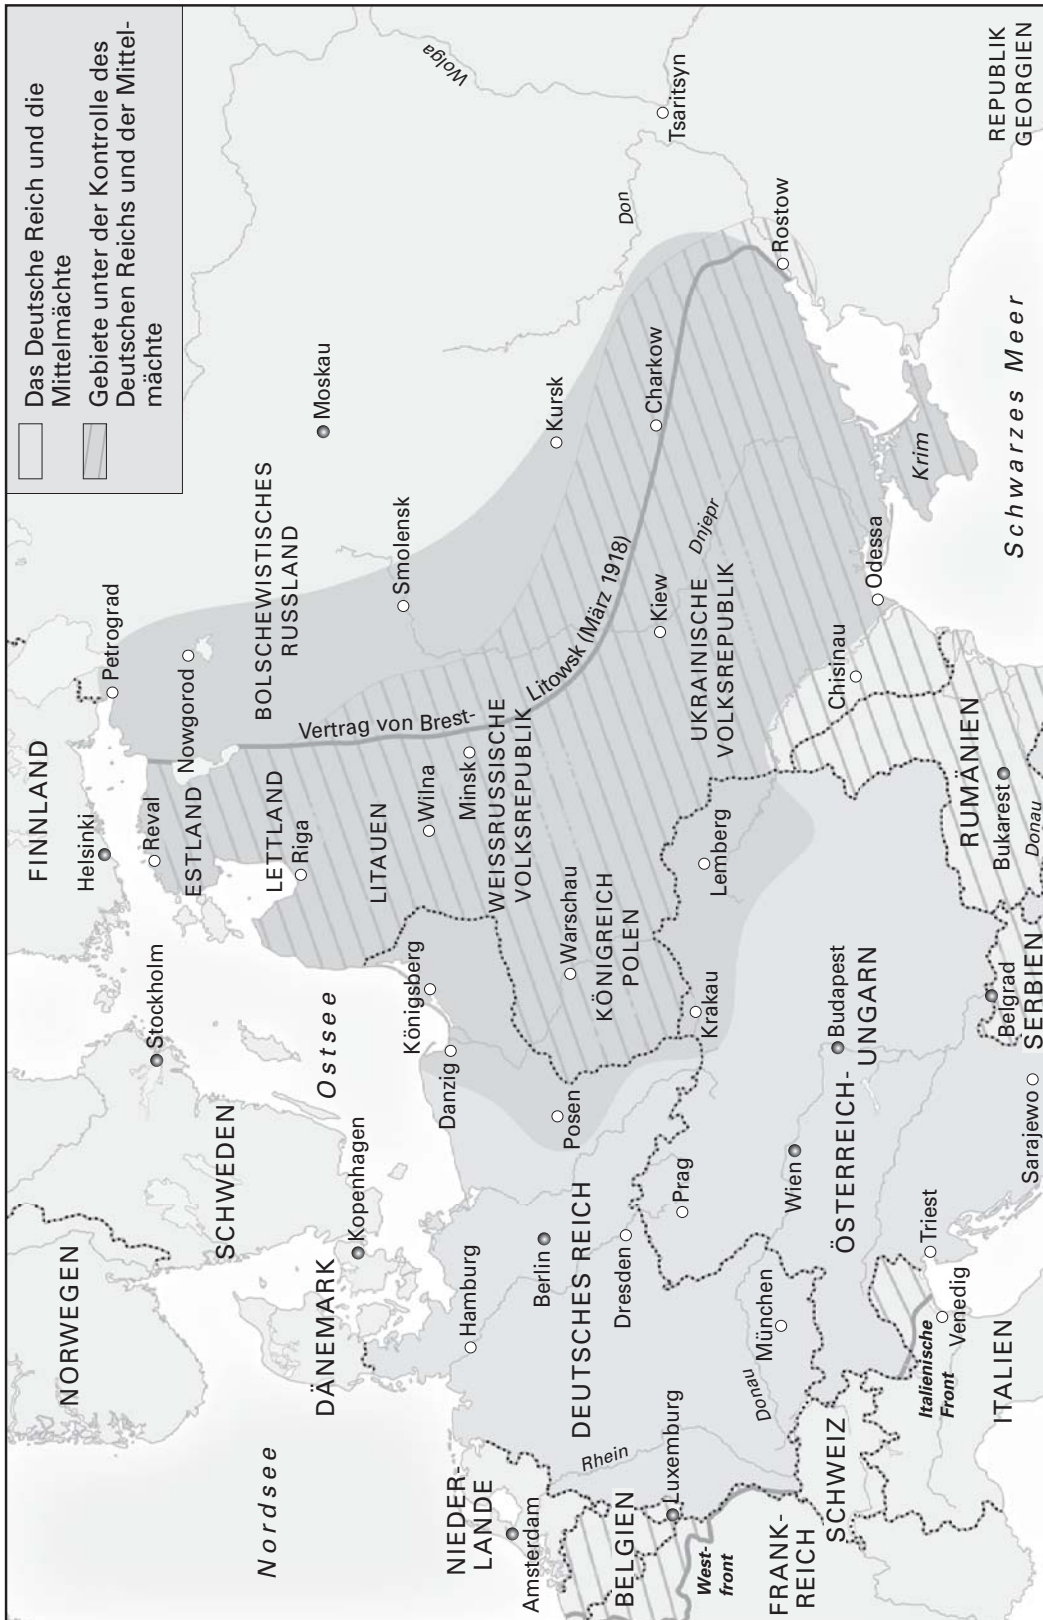 Das Deutsche Reich und die
Mittelmächte
Gebiete unter der Kontrolle des
Deutschen Reichs und der Mittel-
mächte
NORWEGEN
SCHWEDEN
Stockholm
FINNLAND
Helsinki
Petrograd
Reval
ESTLAND
Nowgorod
Nordsee
DÄNEMARK
Kopenhagen
Ostsee
LETTLAND
Riga
BOLSCHEWISTISCHES
RUSSLAND
Moskau
Wolga
Vertrag von Brest-
Litowsk (März 1918)
LITAUEN
Wilna
Minsk
Smolensk
Königsberg
Danzig
Hamburg
NIEDER-
LANDE
Amsterdam
WEISSRUSSISCHE
VOLKSREPUBLIK
Berlin
Posen
Warschau
KÖNIGREICH
POLEN
Kursk
Don
Tsaritsyn
DEUTSCHES REICH
Rhein
BELGIEN
Luxemburg
Dresden
Prag
Krakau
Lemberg
Kiew
Charkow
Dnjepr
UKRAINISCHE
VOLKSREPUBLIK
Rostow
West-
front
FRANK-
REICH
Donau
München
Wien
Budapest
ÖSTERREICH-
UNGARN
Chisinau
Odessa
Krim
SCHWEIZ
Italienische
Front
Venedig
Triest
ITALIEN
Sarajewo
Belgrad
SERBIEN
RUMÄNIEN
Bukarest
Donau
Schwarzes Meer
REPUBLIK
GEORGIEN